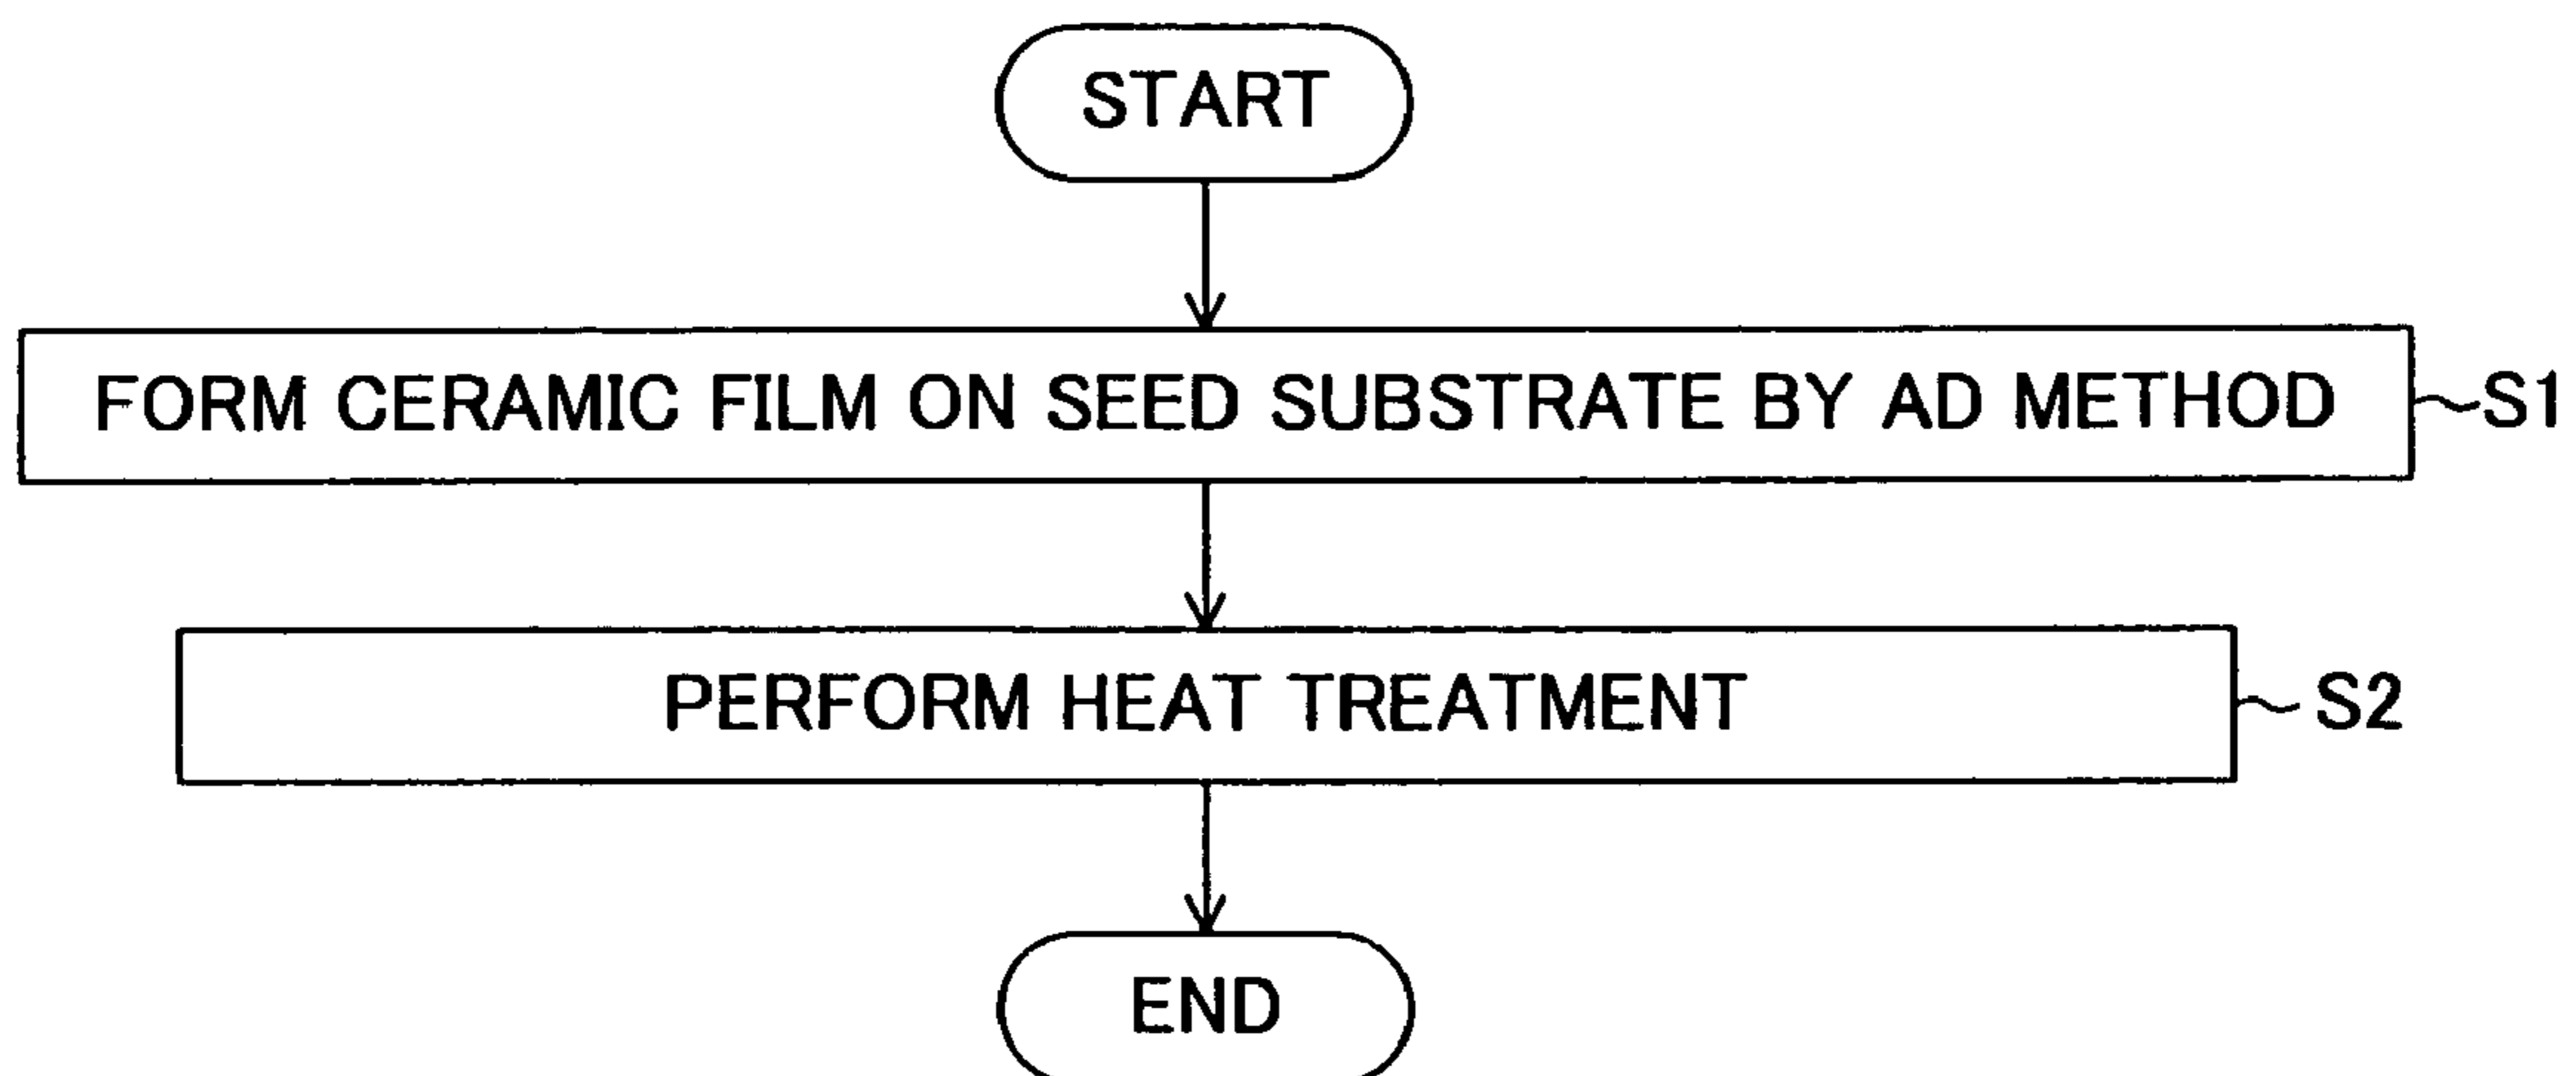 START
FORM CERAMIC FILM ON SEED SUBSTRATE BY AD METHOD
S1
PERFORM HEAT TREATMENT
S2
END